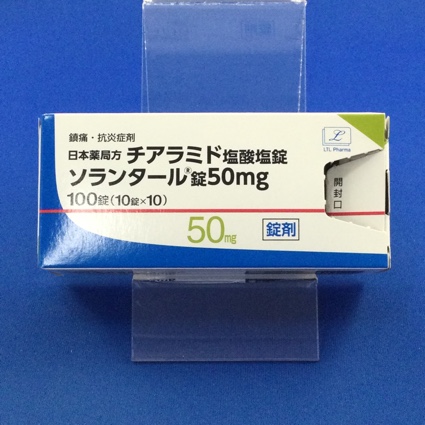 鎮痛・抗炎症剤
日本薬局方 チアラミド塩酸塩錠
ソランタール®錠50mg
100錠(10錠×10)
50mg
錠剤
L
LTL Pharma
開封口